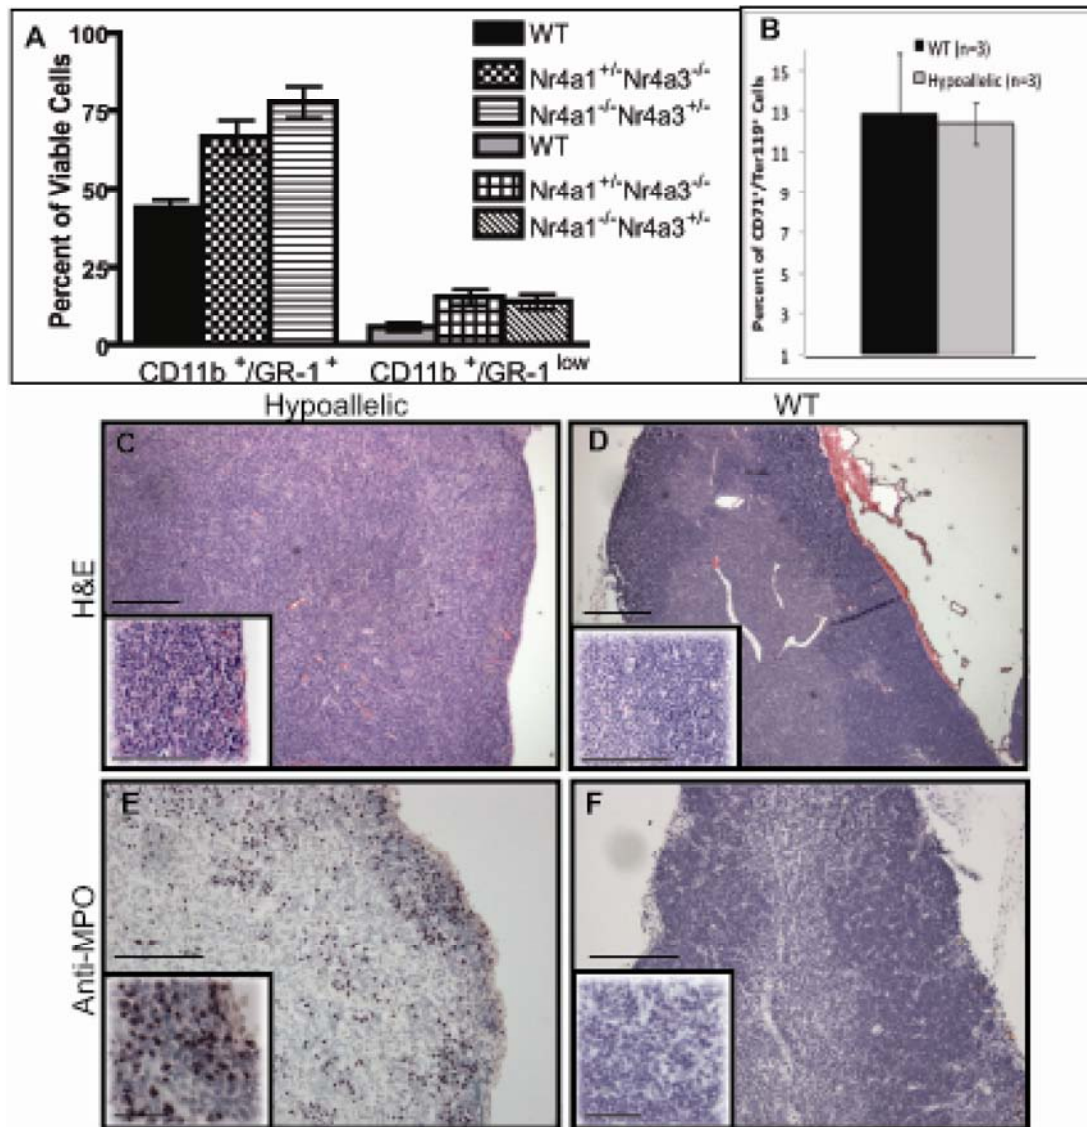 A
100
75
50
25
0
Percent of Viable Cells
WT
Nr4a1+/-Nr4a3-/-
Nr4a1-/-Nr4a3+/-
WT
Nr4a1+/-Nr4a3-/-
Nr4a1-/-Nr4a3+/-
CD11b +/GR-1 +
CD11b +/GR-1 low
B
WT (n=3)
Hypoallelic (n=3)
15
13
11
9
7
5
3
1
Percent of CD71+/Ter119+ Cells
Hypoallelic
WT
H&E
C
D
Anti-MPO
E
F